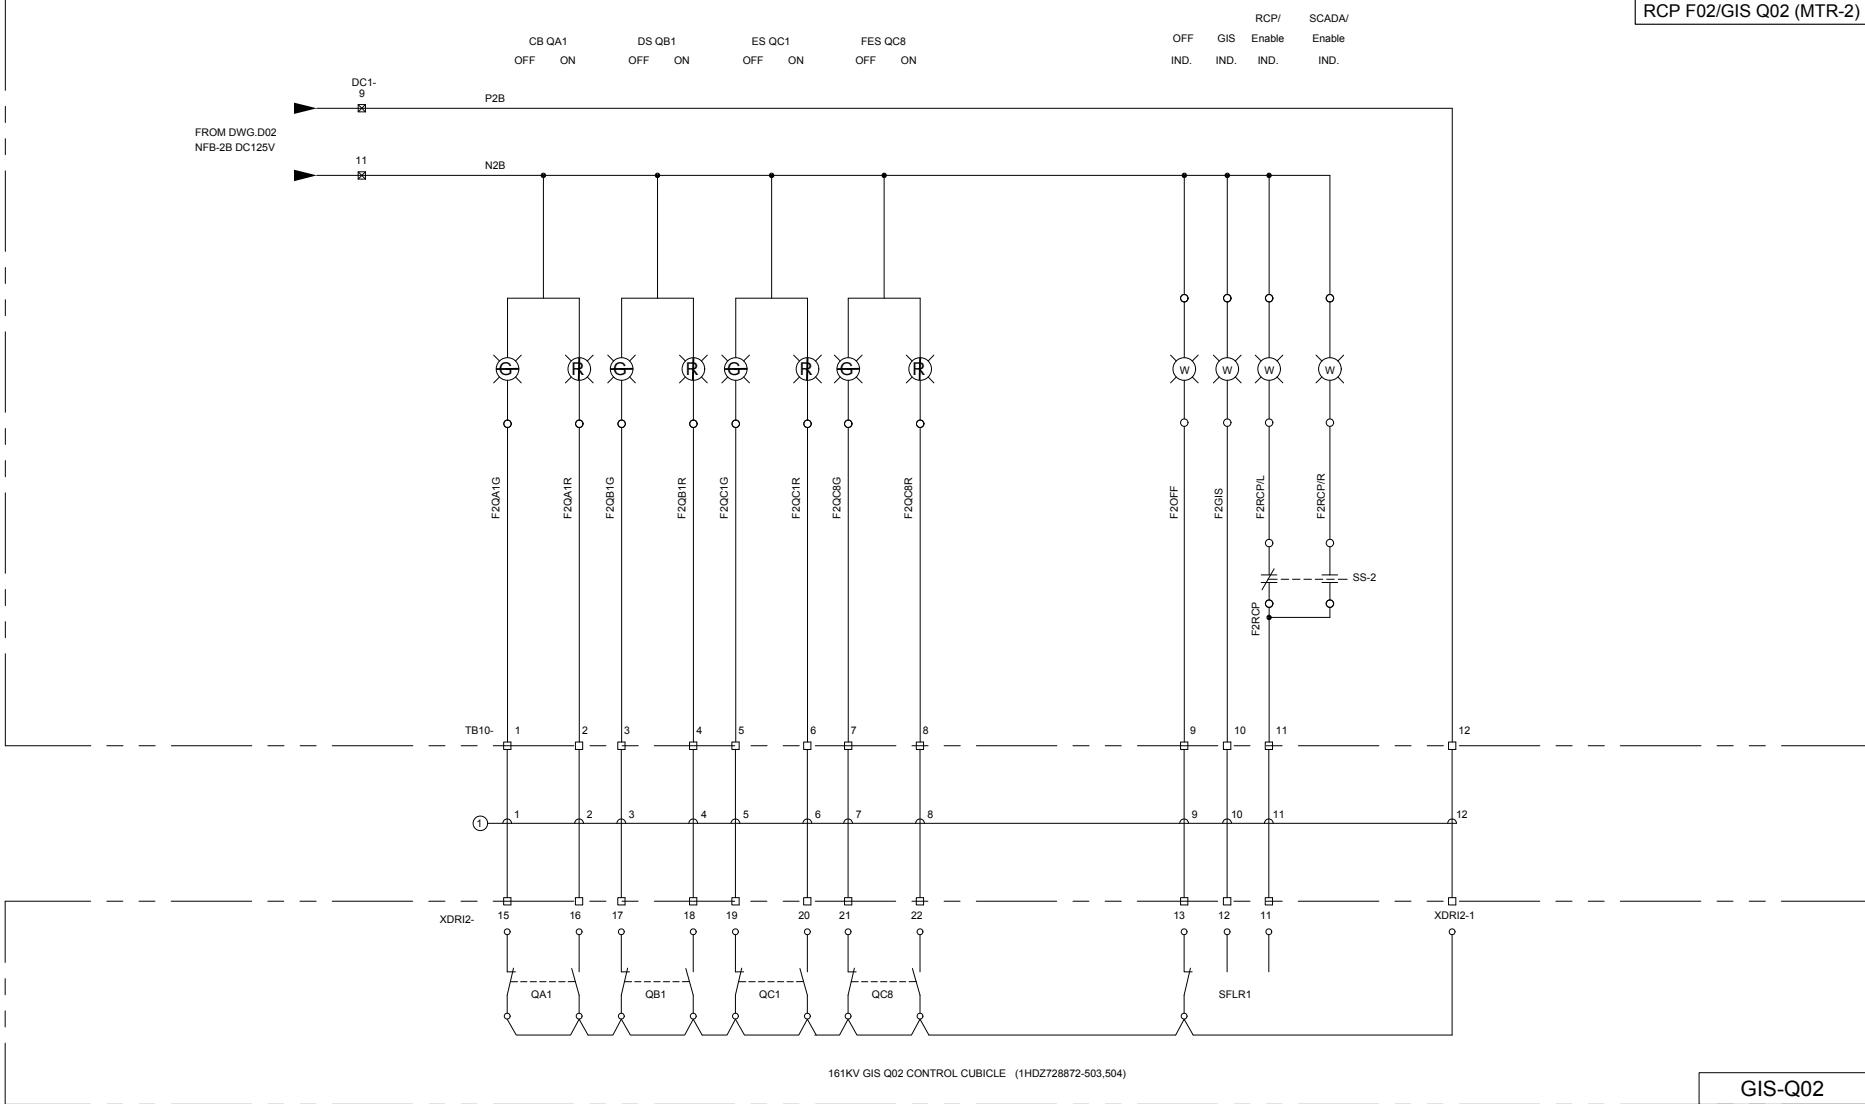 RCP F02/GIS Q02 (MTR-2)
RCP/ SCADA/
CB QA1 DS QB1 ES QC1 FES QC8 OFF GIS Enable Enable
OFF ON OFF ON OFF ON OFF ON IND. IND. IND. IND.
DC1-
9 P2B
FROM DWG.D02
NFB-2B DC125V
11 N2B
G R G R G R G R W W W W
F2QA1G F2QA1R F2QB1G F2QB1R F2QC1G F2QC1R F2QC8G F2QC8R F2OFF F2GIS F2RCP/L F2RCP/R
SS-2
F2RCP
TB10- 1 2 3 4 5 6 7 8 9 10 11 12
1 1 2 3 4 5 6 7 8 9 10 11 12
XDRI2- 15 16 17 18 19 20 21 22 13 12 11 XDRI2-1
QA1 QB1 QC1 QC8 SFLR1
161KV GIS Q02 CONTROL CUBICLE (1HDZ728872-503,504)
GIS-Q02